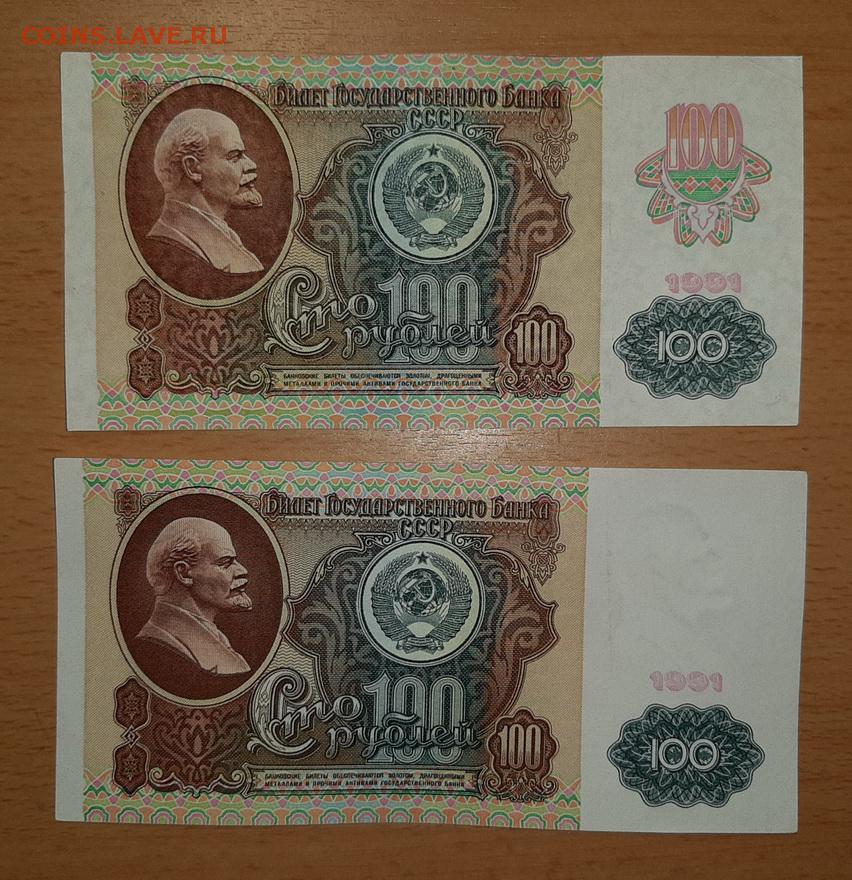 COINS.LAVE.RU
Билет Государственного Банка
СССР
100
1991
Сто 100
рублей
100
100
БАНКОВСКИЕ БИЛЕТЫ ОБЕСПЕЧИВАЮТСЯ ЗОЛОТОМ, ДРАГОЦЕННЫМИ
МЕТАЛЛАМИ И ПРОЧИМИ АКТИВАМИ ГОСУДАРСТВЕННОГО БАНКА
Билет Государственного Банка
СССР
1991
Сто 100
рублей
100
100
БАНКОВСКИЕ БИЛЕТЫ ОБЕСПЕЧИВАЮТСЯ ЗОЛОТОМ, ДРАГОЦЕННЫМИ
МЕТАЛЛАМИ И ПРОЧИМИ АКТИВАМИ ГОСУДАРСТВЕННОГО БАНКА